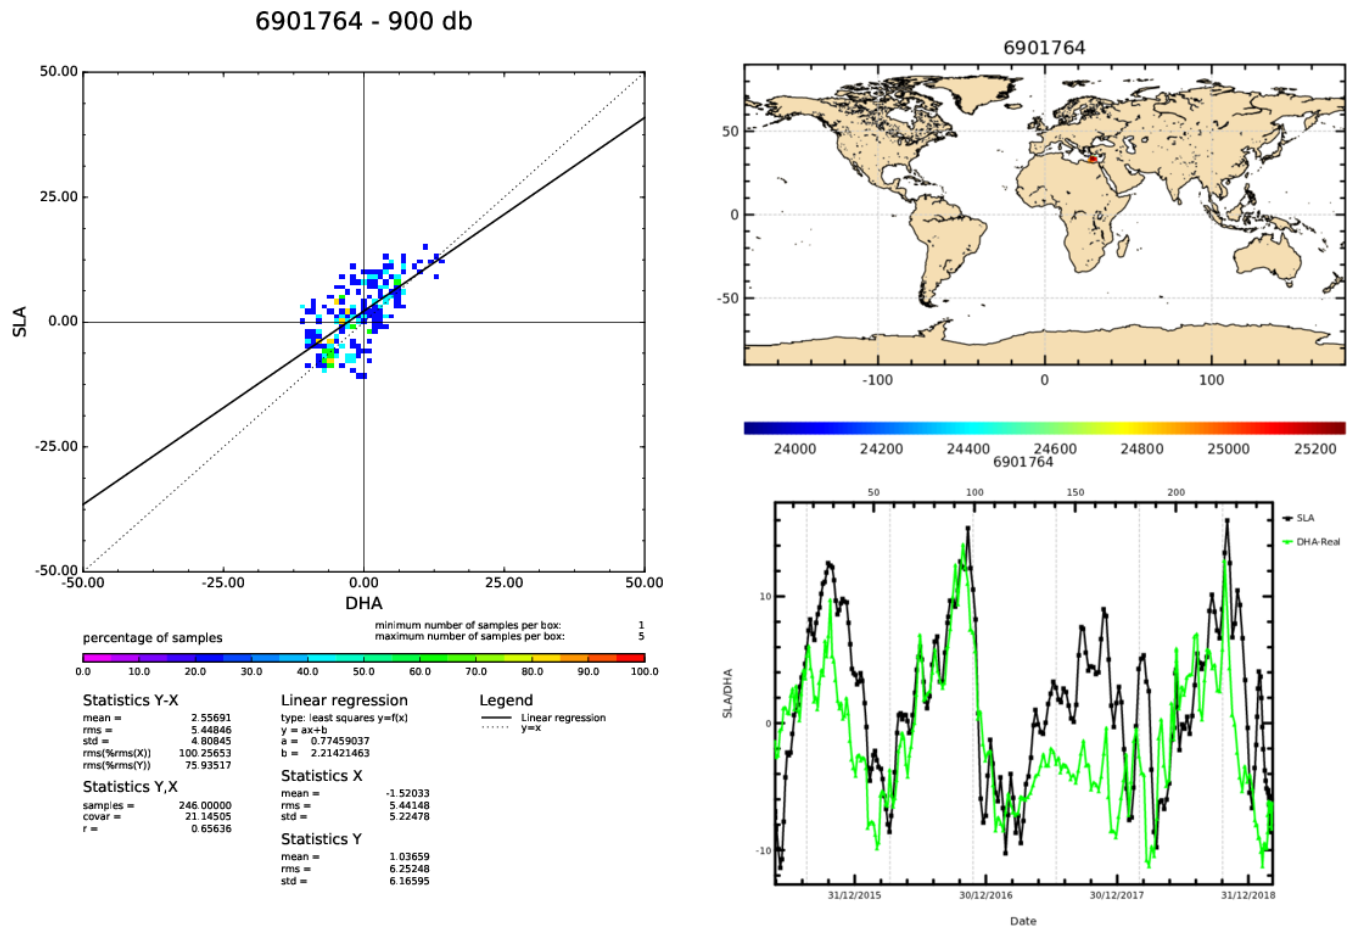 6901764 - 900 db
50.00
25.00
0.00
-25.00
-50.00
SLA
-50.00 -25.00 0.00 25.00 50.00
DHA
percentage of samples
minimum number of samples per box: 1
maximum number of samples per box: 5
0.0 10.0 20.0 30.0 40.0 50.0 60.0 70.0 80.0 90.0 100.0
Statistics Y-X
mean = 2.55691
rms = 5.44846
std = 4.80845
rms(%rms(X)) 100.25653
rms(%rms(Y)) 75.93517
Statistics Y,X
samples = 246.00000
covar = 21.14505
r = 0.65636
Linear regression
type: least squares y=f(x)
y = ax+b
a = 0.77459037
b = 2.21421463
Statistics X
mean = -1.52033
rms = 5.44148
std = 5.22478
Statistics Y
mean = 1.03659
rms = 6.25248
std = 6.16595
Legend
Linear regression
y=x
6901764
50
0
-50
-100 0 100
24000 24200 24400 24600 24800 25000 25200
6901764
50 100 150 200
10
0
-10
SLA/DHA
31/12/2015 30/12/2016 30/12/2017 31/12/2018
Date
SLA
DHA-Real